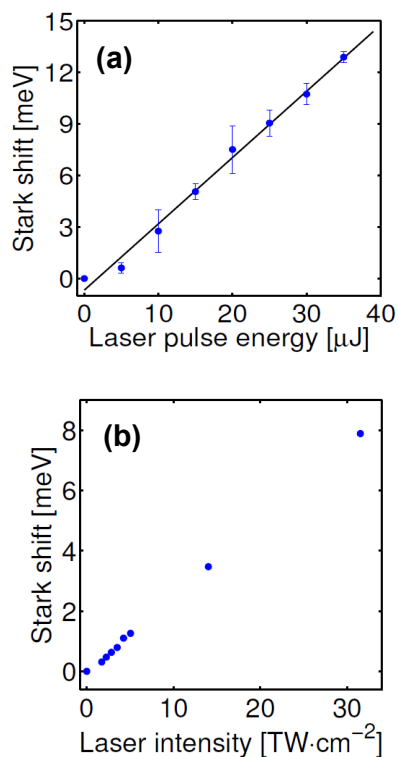 (a)
Stark shift [meV]
15
12
9
6
3
0
0 10 20 30 40
Laser pulse energy [μJ]
(b)
Stark shift [meV]
8
6
4
2
0
0 10 20 30
Laser intensity [TW·cm⁻²]